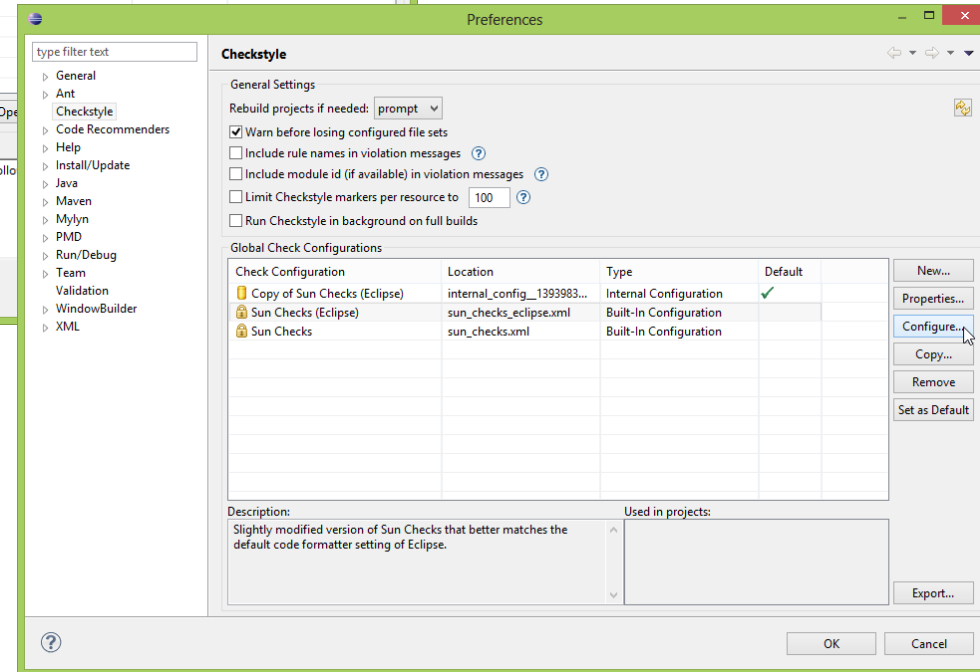 Preferences
type filter text
General
Ant
Checkstyle
Code Recommenders
Help
Install/Update
Java
Maven
Mylyn
PMD
Run/Debug
Team
Validation
WindowBuilder
XML
Checkstyle
General Settings
Rebuild projects if needed: prompt
Warn before losing configured file sets
Include rule names in violation messages
Include module id (if available) in violation messages
Limit Checkstyle markers per resource to 100
Run Checkstyle in background on full builds
Global Check Configurations
Check Configuration Location Type Default
Copy of Sun Checks (Eclipse) internal_config__1393983... Internal Configuration
Sun Checks (Eclipse) sun_checks_eclipse.xml Built-In Configuration
Sun Checks sun_checks.xml Built-In Configuration
New...
Properties...
Configure...
Copy...
Remove
Set as Default
Description:
Slightly modified version of Sun Checks that better matches the
default code formatter setting of Eclipse.
Used in projects:
Export...
OK Cancel